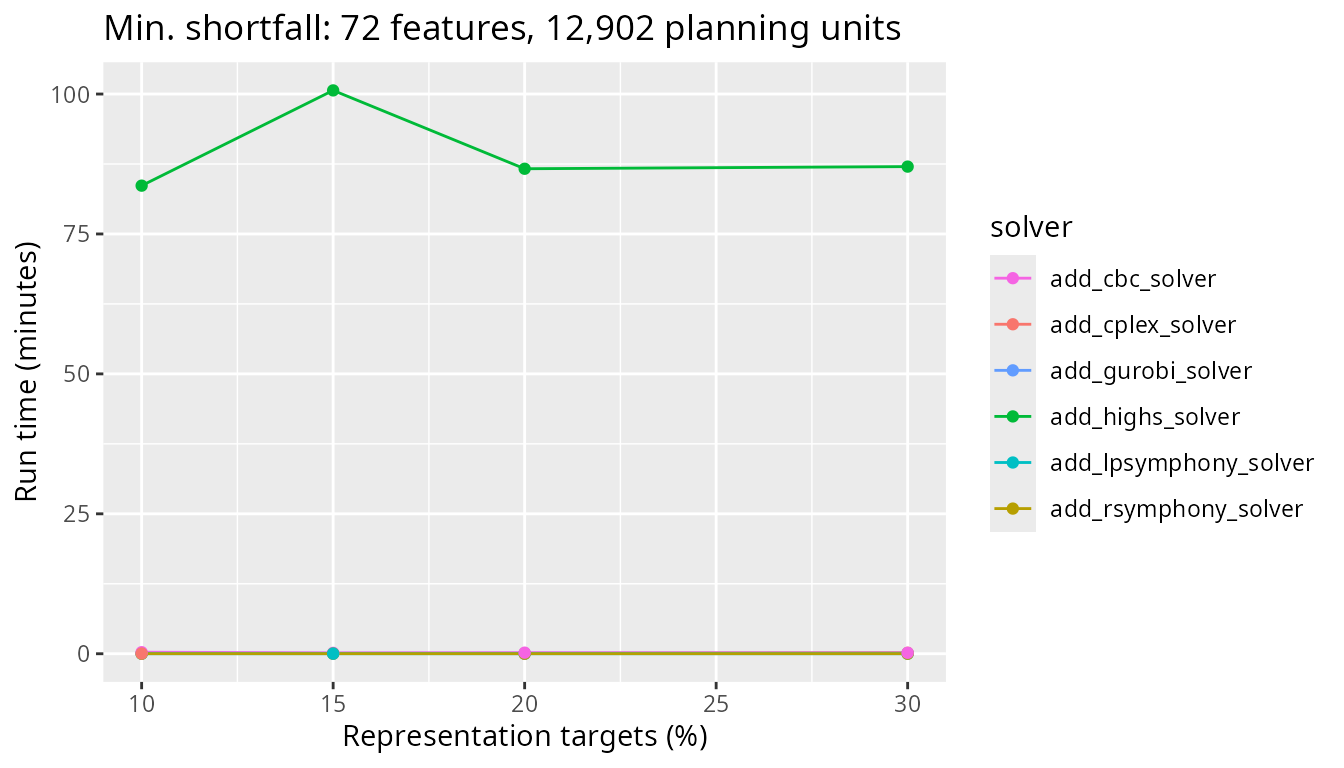 Min. shortfall: 72 features, 12,902 planning units
Run time (minutes)
100
75
50
25
0
10
15
20
25
30
Representation targets (%)
solver
add_cbc_solver
add_cplex_solver
add_gurobi_solver
add_highs_solver
add_lpsymphony_solver
add_rsymphony_solver